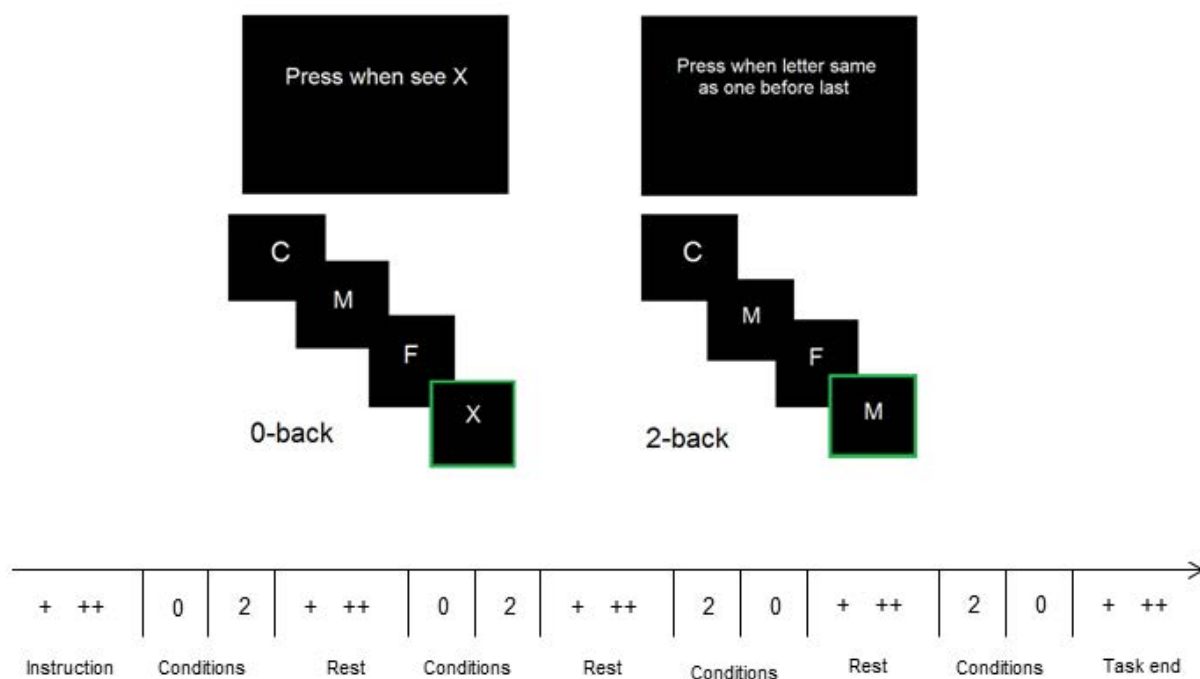 Press when see X
Press when letter same
as one before last
C
M
F
X
0-back
C
M
F
M
2-back
+ ++ 0 2 + ++ 0 2 + ++ 2 0 + ++ 2 0 + ++
Instruction Conditions Rest Conditions Rest Conditions Rest Conditions Task end